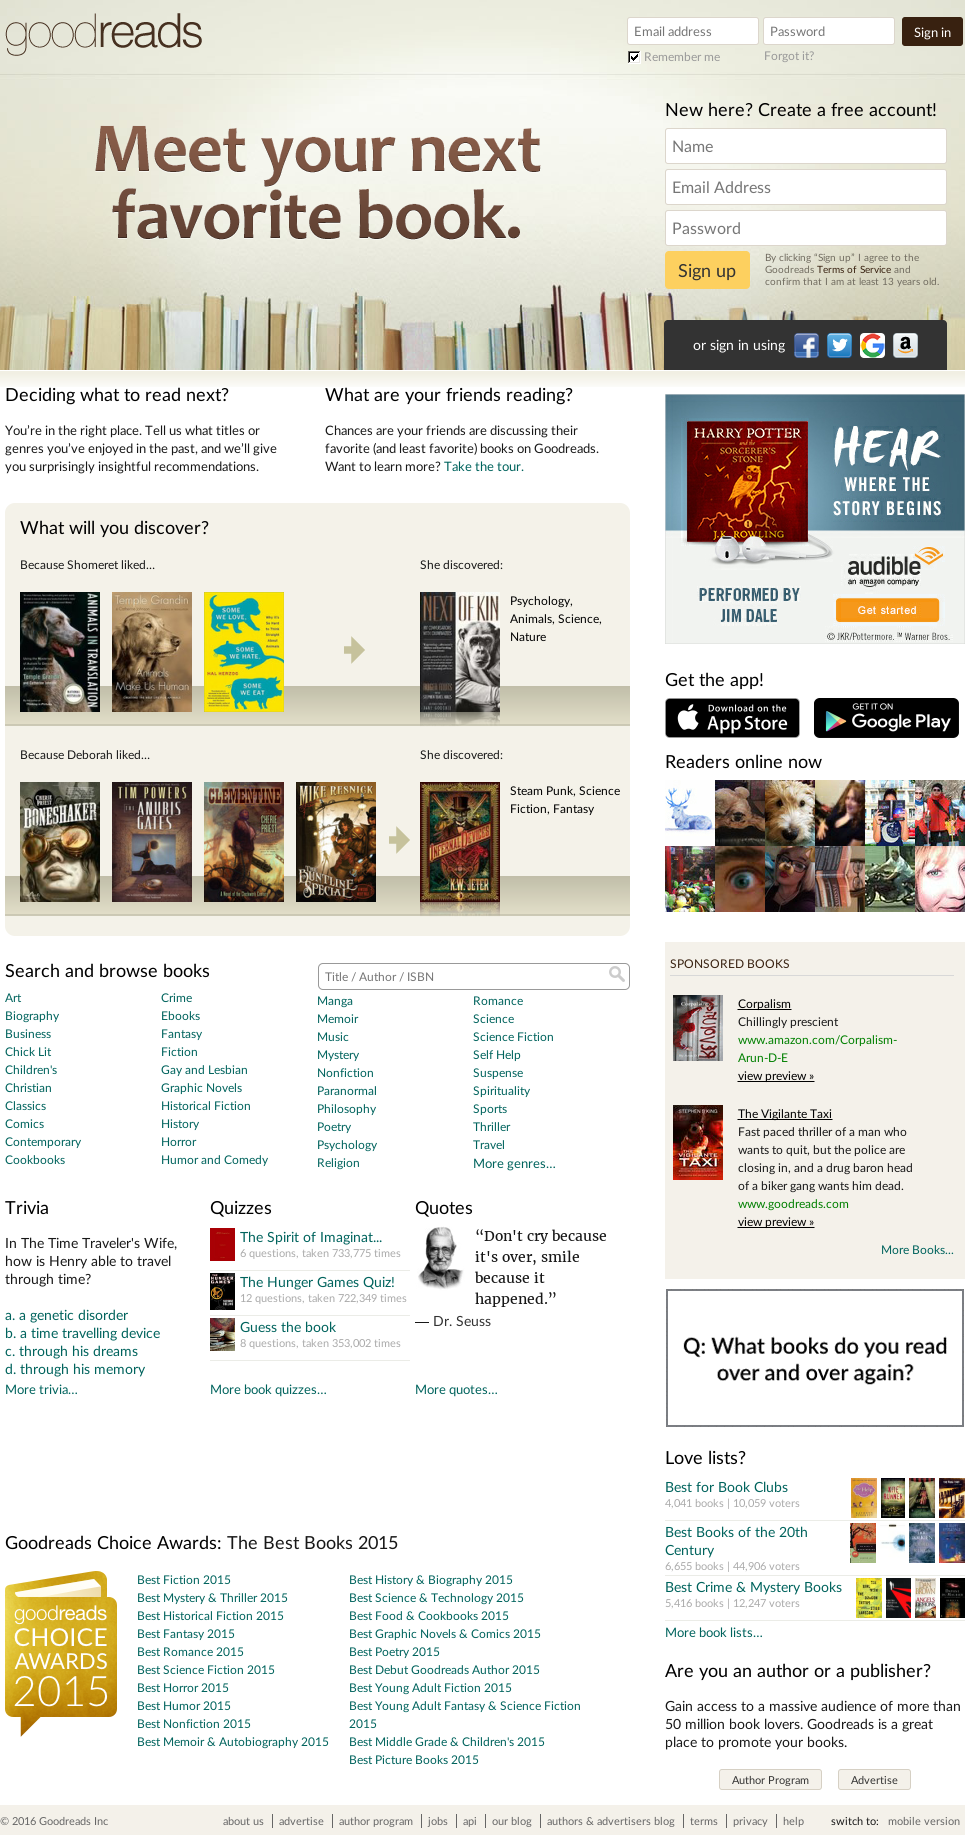 goodreads
Email address
Password
Sign in
Remember me
Forgot it?
Meet your next
favorite book.
New here? Create a free account!
Name
Email Address
Password
Sign up
By clicking “Sign up” I agree to the
Goodreads Terms of Service and
confirm that I am at least 13 years old.
or sign in using
Deciding what to read next?
You’re in the right place. Tell us what titles or
genres you’ve enjoyed in the past, and we’ll give
you surprisingly insightful recommendations.
What are your friends reading?
Chances are your friends are discussing their
favorite (and least favorite) books on Goodreads.
Want to learn more? Take the tour.
HARRY POTTER
and the
SORCERER'S
STONE
J.K. ROWLING
HEAR
WHERE THE
STORY BEGINS
PERFORMED BY
JIM DALE
audible
an amazon company
Get started
© JKR/Pottermore. ™ Warner Bros.
What will you discover?
Because Shomeret liked…
She discovered:
ANIMALS IN TRANSLATION
Temple Grandin
Temple Grandin
Animals
Make Us Human
SOME
WE LOVE,
SOME
WE HATE,
HAL HERZOG
SOME
WE EAT
NEXT OF KIN
Psychology,
Animals, Science,
Nature
Because Deborah liked…
She discovered:
CHERIE
PRIEST
BONESHAKER
TIM POWERS
THE ANUBIS
GATES
CLEMENTINE
CHERIE
PRIEST
MIKE RESNICK
THE
BUNTLINE
SPECIAL
INFERNAL DEVICES
K.W. JETER
Steam Punk, Science
Fiction, Fantasy
Get the app!
Download on the
App Store
GET IT ON
Google Play
Readers online now
Search and browse books
Title / Author / ISBN
Art
Biography
Business
Chick Lit
Children's
Christian
Classics
Comics
Contemporary
Cookbooks
Crime
Ebooks
Fantasy
Fiction
Gay and Lesbian
Graphic Novels
Historical Fiction
History
Horror
Humor and Comedy
Manga
Memoir
Music
Mystery
Nonfiction
Paranormal
Philosophy
Poetry
Psychology
Religion
Romance
Science
Science Fiction
Self Help
Suspense
Spirituality
Sports
Thriller
Travel
More genres…
SPONSORED BOOKS
Corpalism
Chillingly prescient
www.amazon.com/Corpalism-
Arun-D-E
view preview »
STEPHEN B KING
THE VIGILANTE
TAXI
The Vigilante Taxi
Fast paced thriller of a man who
wants to quit, but the police are
closing in, and a drug baron head
of a biker gang wants him dead.
www.goodreads.com
view preview »
More Books...
Trivia
In The Time Traveler's Wife,
how is Henry able to travel
through time?
a. a genetic disorder
b. a time travelling device
c. through his dreams
d. through his memory
More trivia…
Quizzes
The Spirit of Imaginat...
6 questions, taken 733,775 times
The Hunger Games Quiz!
12 questions, taken 722,349 times
Guess the book
8 questions, taken 353,002 times
More book quizzes…
Quotes
“Don't cry because
it's over, smile
because it
happened.”
― Dr. Seuss
More quotes…
Q: What books do you read
over and over again?
Love lists?
Best for Book Clubs
4,041 books | 10,059 voters
Best Books of the 20th
Century
6,655 books | 44,906 voters
Best Crime & Mystery Books
5,416 books | 12,247 voters
More book lists…
Goodreads Choice Awards: The Best Books 2015
goodreads
CHOICE
AWARDS
2015
Best Fiction 2015
Best Mystery & Thriller 2015
Best Historical Fiction 2015
Best Fantasy 2015
Best Romance 2015
Best Science Fiction 2015
Best Horror 2015
Best Humor 2015
Best Nonfiction 2015
Best Memoir & Autobiography 2015
Best History & Biography 2015
Best Science & Technology 2015
Best Food & Cookbooks 2015
Best Graphic Novels & Comics 2015
Best Poetry 2015
Best Debut Goodreads Author 2015
Best Young Adult Fiction 2015
Best Young Adult Fantasy & Science Fiction
2015
Best Middle Grade & Children's 2015
Best Picture Books 2015
Are you an author or a publisher?
Gain access to a massive audience of more than
50 million book lovers. Goodreads is a great
place to promote your books.
Author Program
Advertise
© 2016 Goodreads Inc
about us
advertise
author program
jobs
api
our blog
authors & advertisers blog
terms
privacy
help
switch to: mobile version